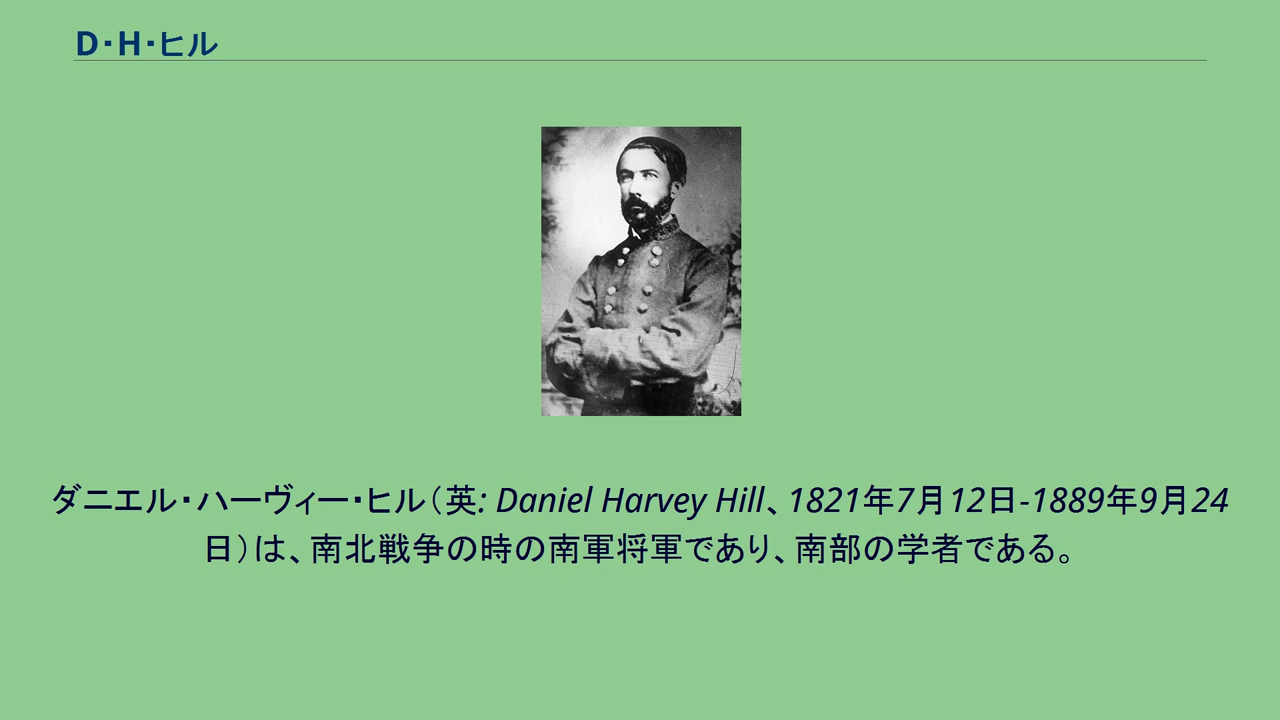 D・H・ヒル
ダニエル・ハーヴィー・ヒル（英: Daniel Harvey Hill、1821年7月12日-1889年9月24
日）は、南北戦争の時の南軍将軍であり、南部の学者である。